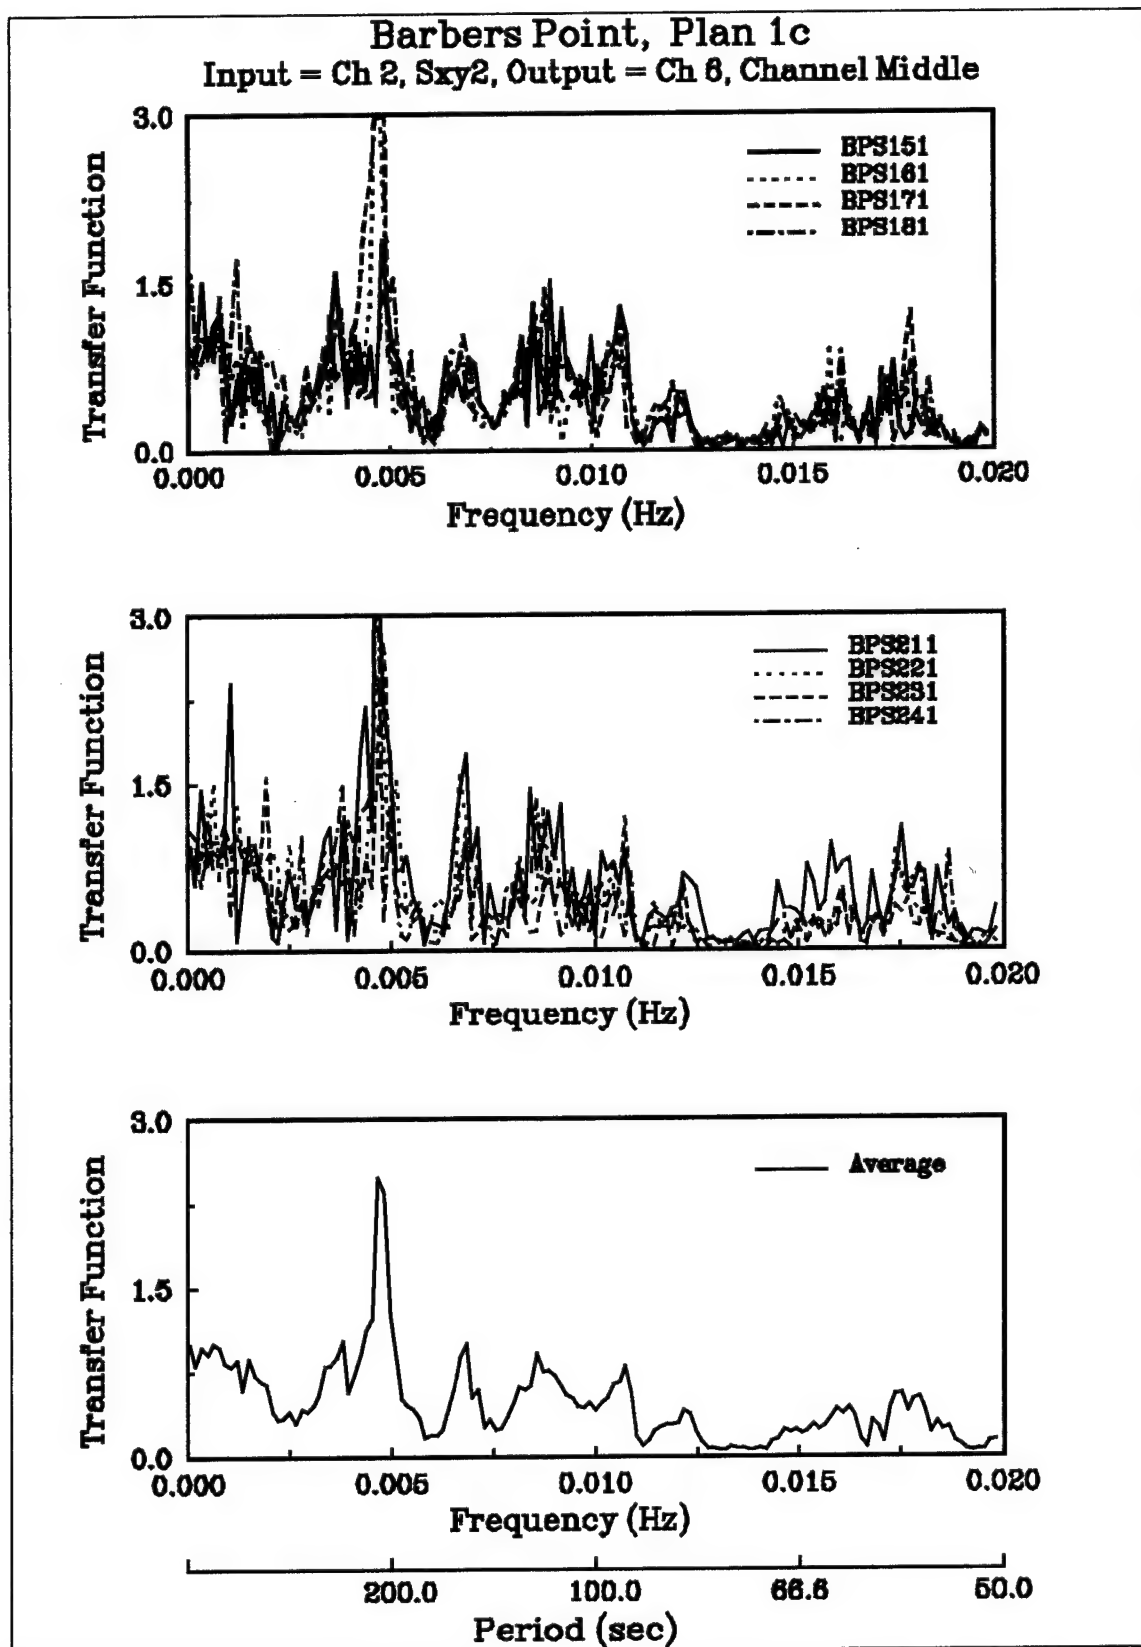 Barbers Point, Plan 1c
Input = Ch 2, Sxy2, Output = Ch 6, Channel Middle
3.0
1.5
0.0
Transfer Function
BPS151
BPS161
BPS171
BPS181
0.000 0.005 0.010 0.015 0.020
Frequency (Hz)
3.0
1.5
0.0
Transfer Function
BPS211
BPS221
BPS231
BPS241
0.000 0.005 0.010 0.015 0.020
Frequency (Hz)
3.0
1.5
0.0
Transfer Function
Average
0.000 0.005 0.010 0.015 0.020
Frequency (Hz)
200.0 100.0 66.6 50.0
Period (sec)